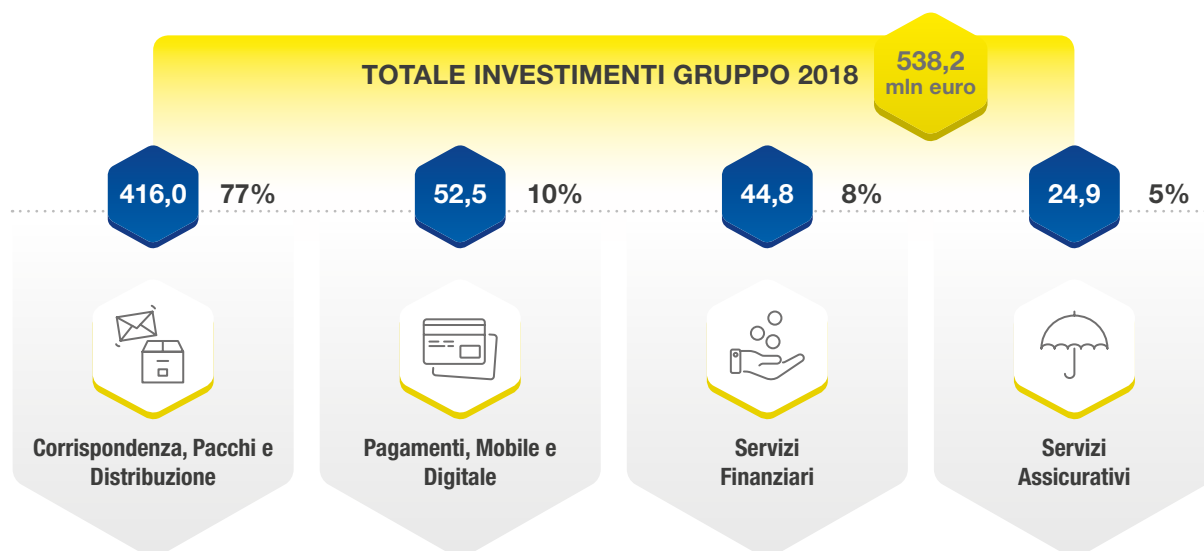 TOTALE INVESTIMENTI GRUPPO 2018
538,2
mln euro
416,0 77%
52,5 10%
44,8 8%
24,9 5%
Corrispondenza, Pacchi e
Distribuzione
Pagamenti, Mobile e
Digitale
Servizi
Finanziari
Servizi
Assicurativi